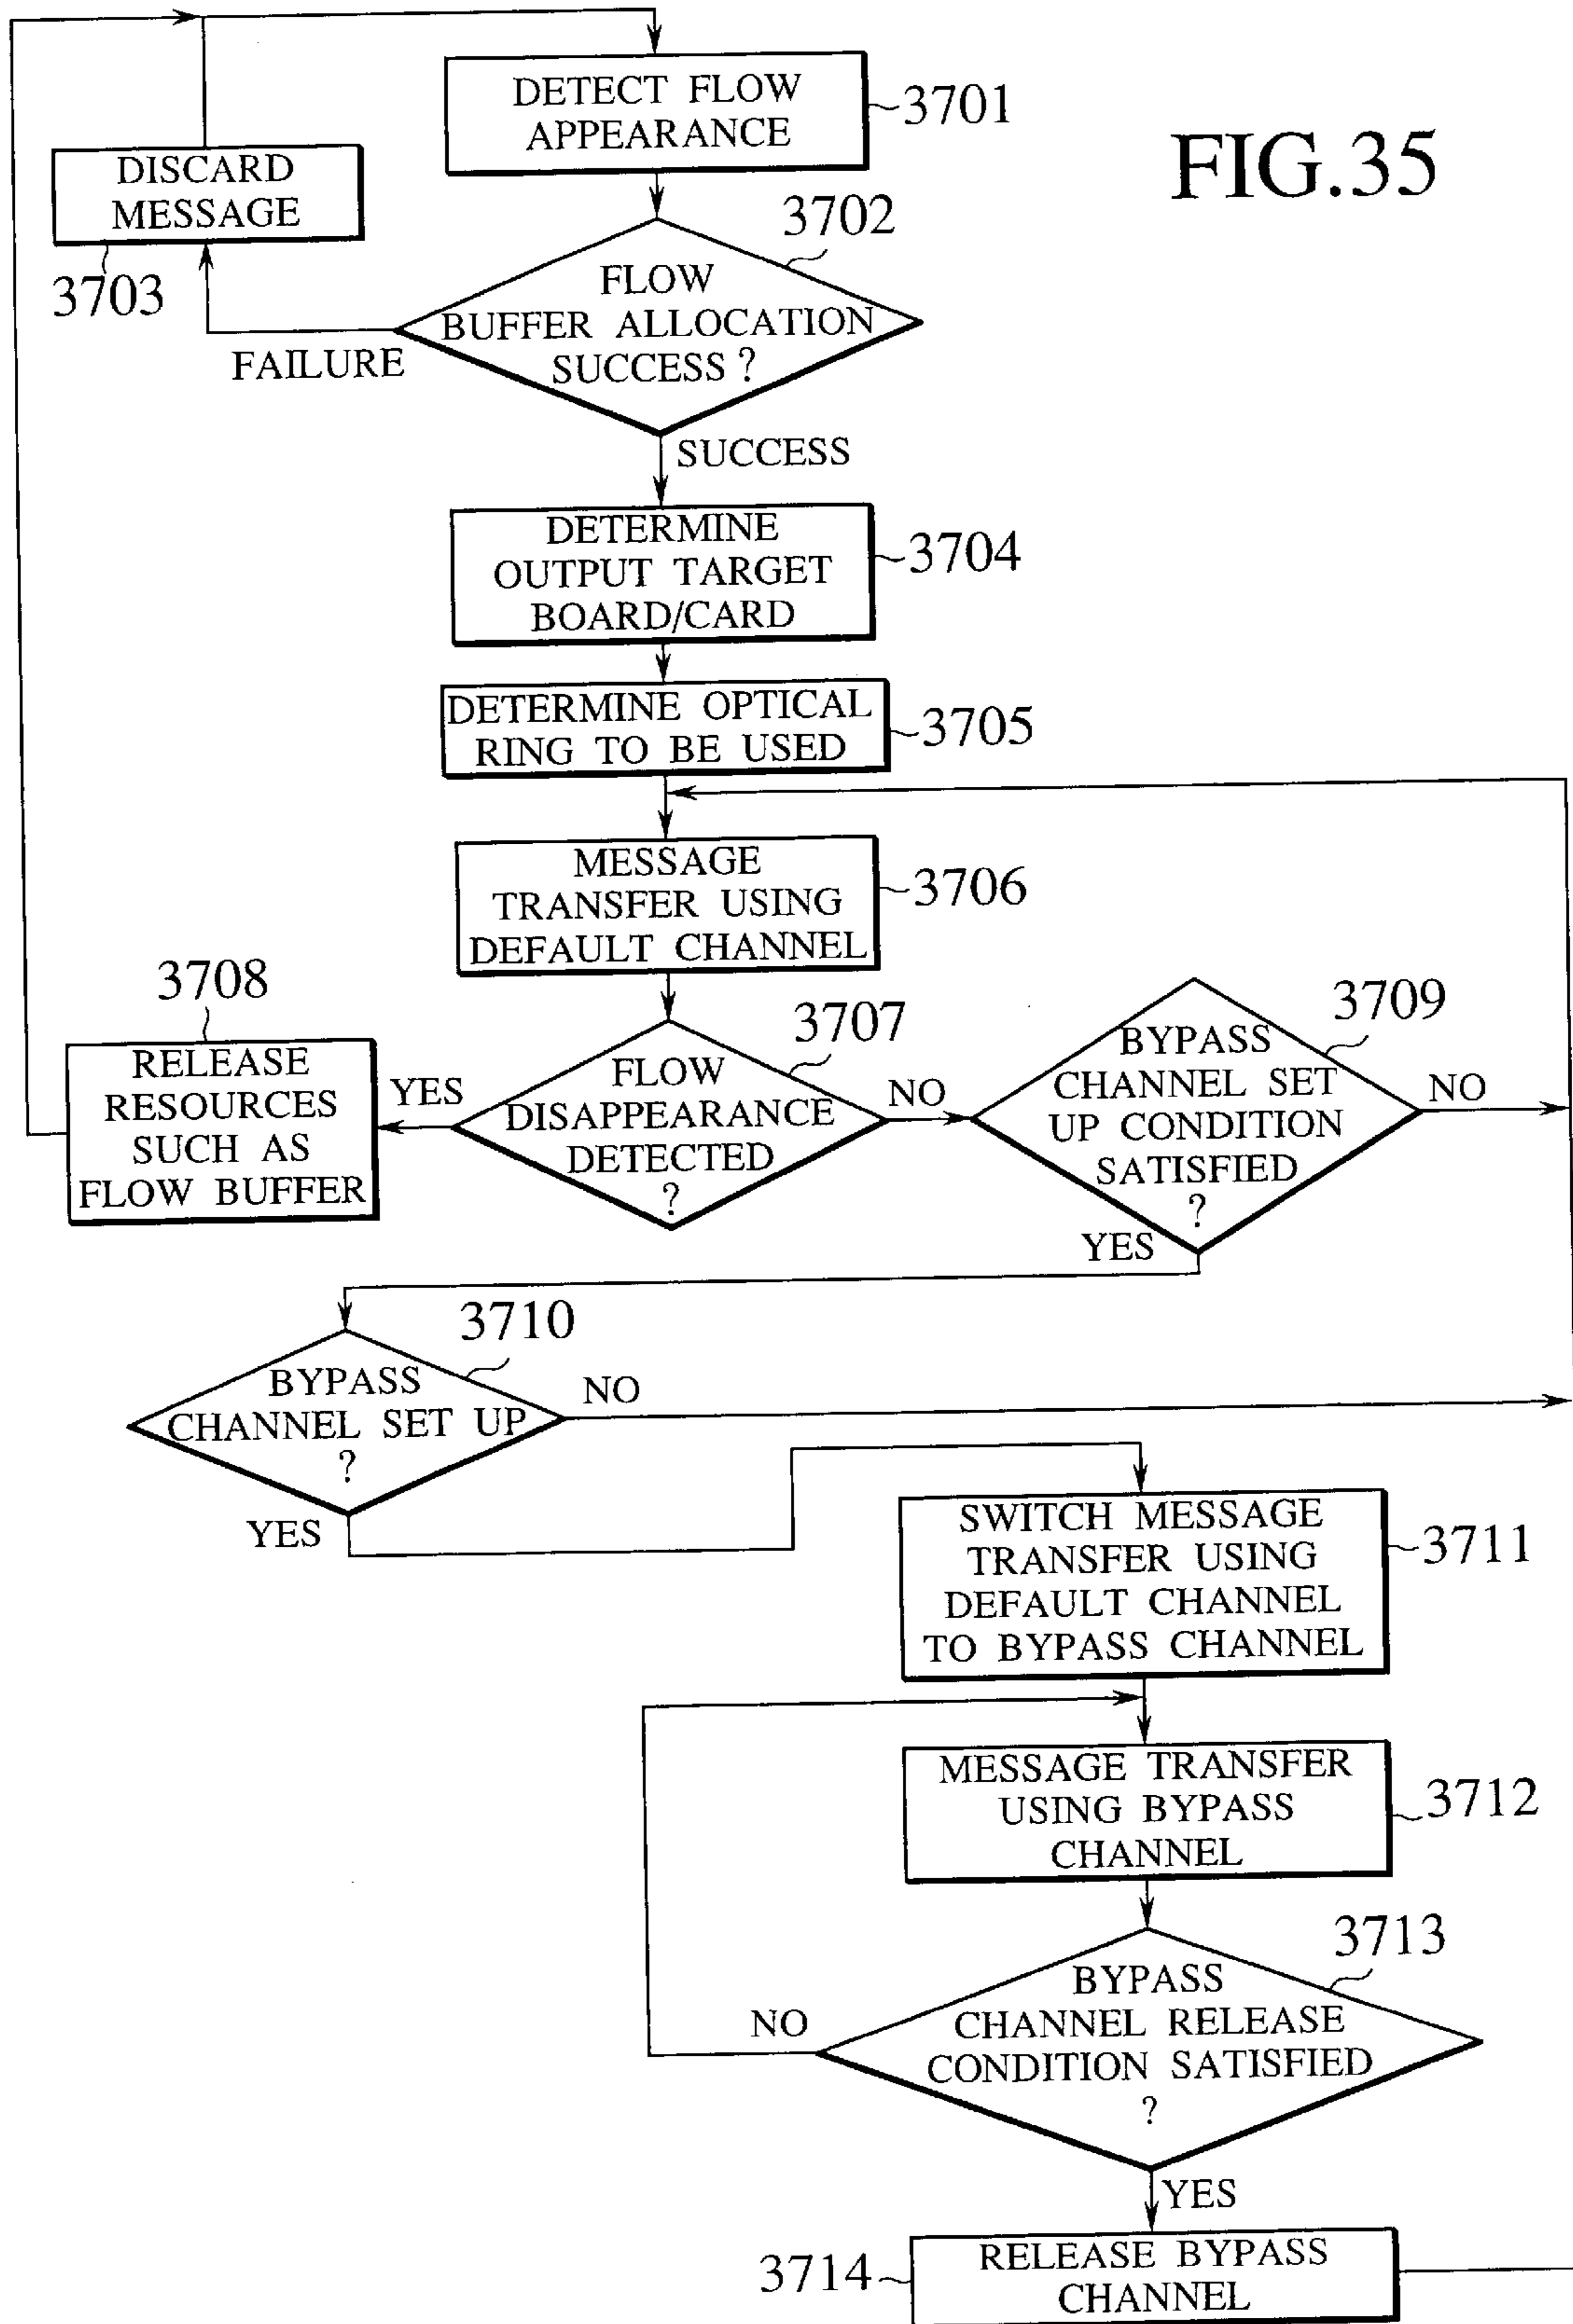 FIG.35
DETECT FLOW
APPEARANCE
3701
DISCARD
MESSAGE
3703
3702
FLOW
BUFFER ALLOCATION
SUCCESS ?
FAILURE
SUCCESS
DETERMINE
OUTPUT TARGET
BOARD/CARD
3704
DETERMINE OPTICAL
RING TO BE USED
3705
MESSAGE
TRANSFER USING
DEFAULT CHANNEL
3706
3708
RELEASE
RESOURCES
SUCH AS
FLOW BUFFER
YES
3707
FLOW
DISAPPEARANCE
DETECTED
?
NO
3709
BYPASS
CHANNEL SET
UP CONDITION
SATISFIED
?
NO
YES
3710
BYPASS
CHANNEL SET UP
?
NO
YES
SWITCH MESSAGE
TRANSFER USING
DEFAULT CHANNEL
TO BYPASS CHANNEL
3711
MESSAGE TRANSFER
USING BYPASS
CHANNEL
3712
3713
BYPASS
CHANNEL RELEASE
CONDITION SATISFIED
?
NO
YES
3714
RELEASE BYPASS
CHANNEL